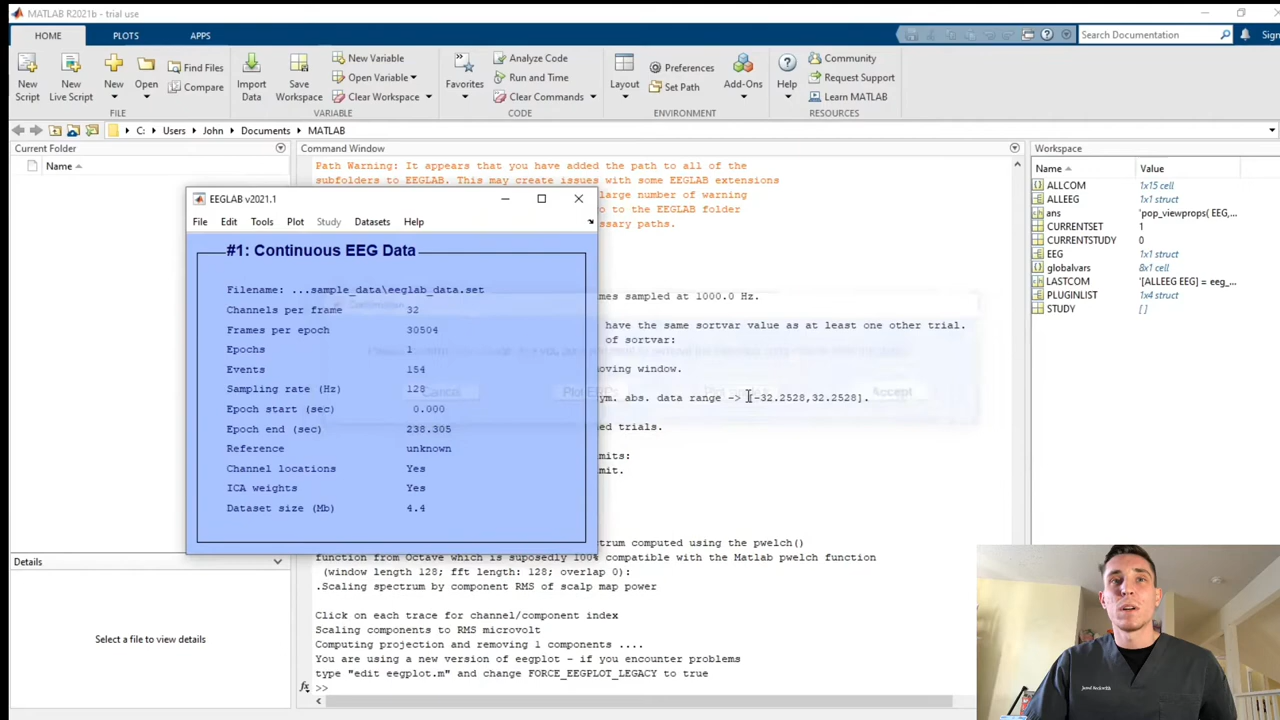 MATLAB R2021b - trial use
HOME
PLOTS
APPS
Search Documentation
Sign
New Script
New Live Script
New
Open
Find Files
Compare
Import Data
Save Workspace
New Variable
Open Variable
Clear Workspace
Favorites
Analyze Code
Run and Time
Clear Commands
Layout
Preferences
Set Path
Add-Ons
Help
Community
Request Support
Learn MATLAB
FILE
VARIABLE
CODE
ENVIRONMENT
RESOURCES
C: Users John Documents MATLAB
Current Folder
Name
Command Window
Path Warning: It appears that you have added the path to all of the
subfolders to EEGLAB. This may create issues with some EEGLAB extensions
large number of warning
o to the EEGLAB folder
ssary paths.
mes sampled at 1000.0 Hz.
have the same sortvar value as at least one other trial.
of sortvar:
oving window.
ym. abs. data range -> [-32.2528,32.2528].
ed trials.
mits:
mit.
strum computed using the pwelch()
function from Octave which is suposedly 100% compatible with the Matlab pwelch function
(window length 128; fft length: 128; overlap 0):
.Scaling spectrum by component RMS of scalp map power
Click on each trace for channel/component index
Scaling components to RMS microvolt
Computing projection and removing 1 components ....
You are using a new version of eegplot - if you encounter problems
type "edit eegplot.m" and change FORCE_EEGPLOT_LEGACY to true
fx >>
EEGLAB v2021.1
File Edit Tools Plot Study Datasets Help
#1: Continuous EEG Data
Filename: ...sample_data\eeglab_data.set
Channels per frame 32
Frames per epoch 30504
Epochs 1
Events 154
Sampling rate (Hz) 128
Epoch start (sec) 0.000
Epoch end (sec) 238.305
Reference unknown
Channel locations Yes
ICA weights Yes
Dataset size (Mb) 4.4
Cancel
Plot ERPs
Accept
Details
Select a file to view details
Workspace
Name Value
ALLCOM 1x15 cell
ALLEEG 1x1 struct
ans 'pop_viewprops( EEG,...
CURRENTSET 1
CURRENTSTUDY 0
EEG 1x1 struct
globalvars 8x1 cell
LASTCOM '[ALLEEG EEG] = eeg_...
PLUGINLIST 1x4 struct
STUDY []